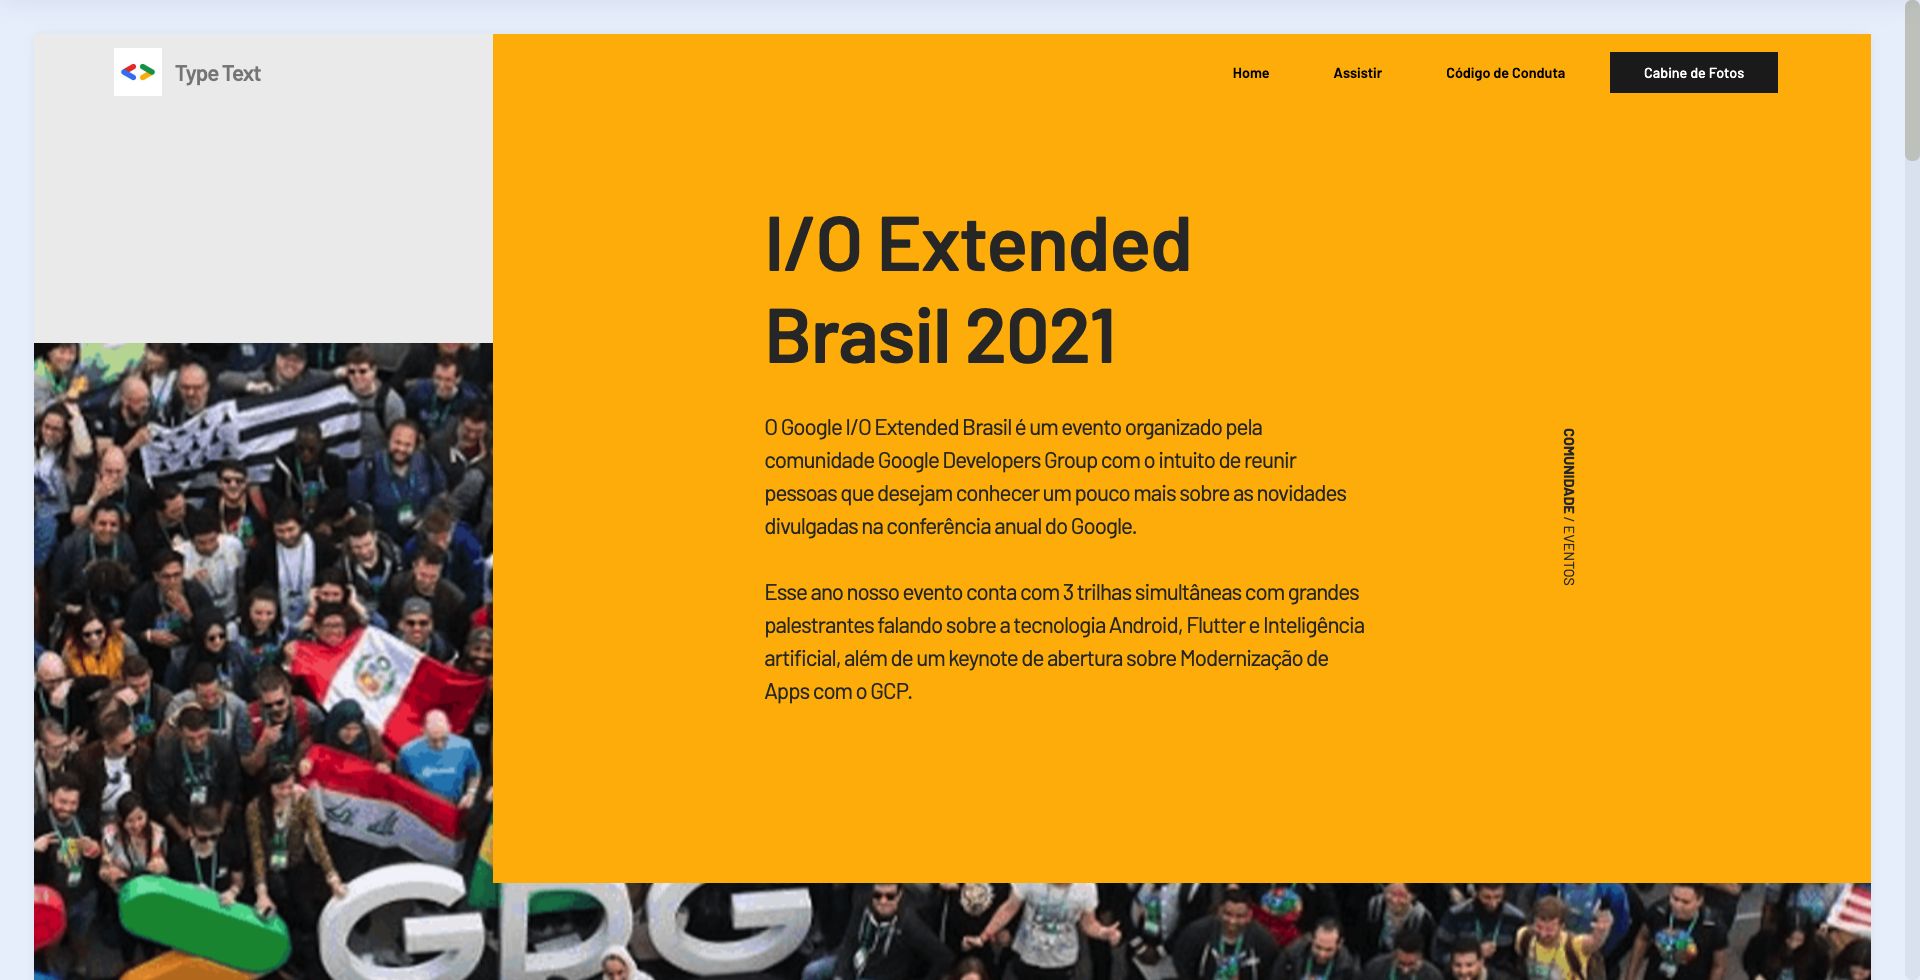 Type Text
Home
Assistir
Código de Conduta
Cabine de Fotos
I/O Extended
Brasil 2021
O Google I/O Extended Brasil é um evento organizado pela
comunidade Google Developers Group com o intuito de reunir
pessoas que desejam conhecer um pouco mais sobre as novidades
divulgadas na conferência anual do Google.
Esse ano nosso evento conta com 3 trilhas simultâneas com grandes
palestrantes falando sobre a tecnologia Android, Flutter e Inteligência
artificial, além de um keynote de abertura sobre Modernização de
Apps com o GCP.
COMUNIDADE / EVENTOS
GDG